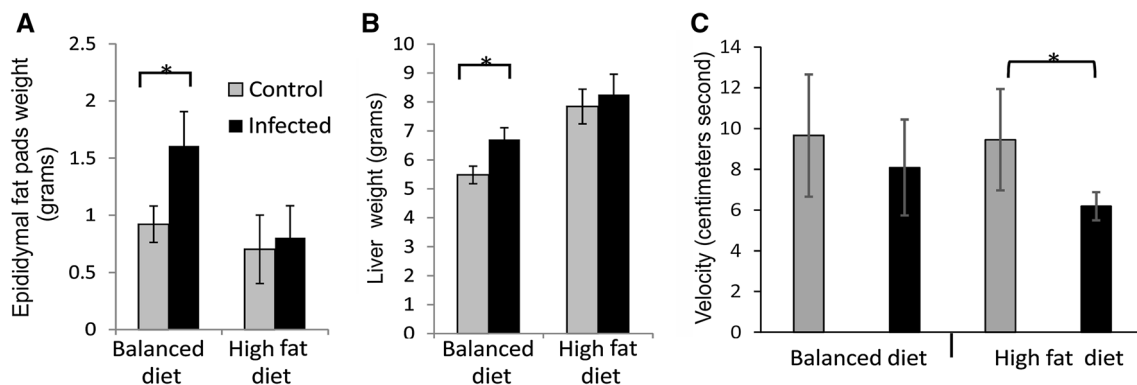 A
Epididymal fat pads weight
(grams)
2.5
2
1.5
1
0.5
0
*
Control
Infected
Balanced
diet
High fat
diet
B
Liver weight (grams)
10
9
8
7
6
5
4
3
2
1
0
*
Balanced
diet
High fat
diet
C
Velocity (centimeters second)
14
12
10
8
6
4
2
0
*
Balanced diet
High fat diet